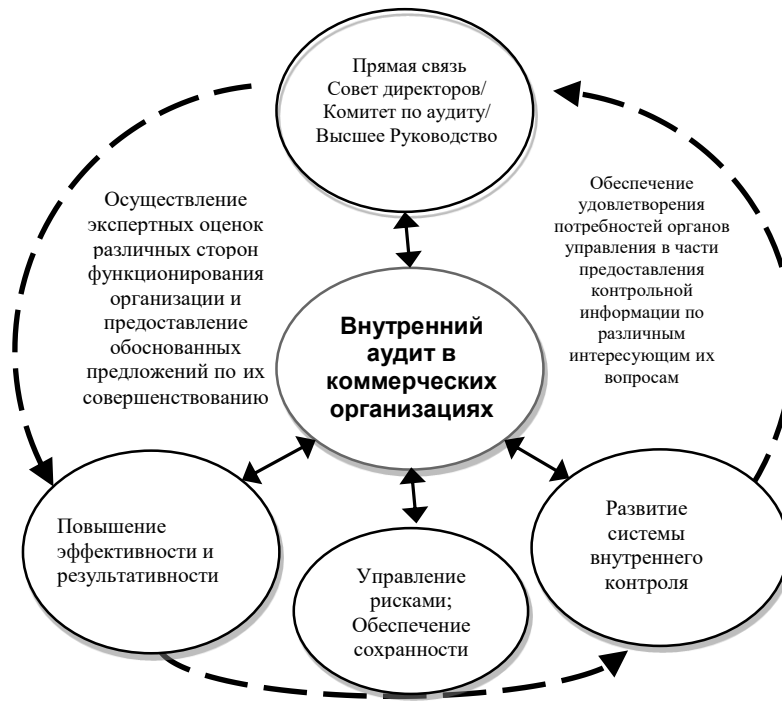 Прямая связь
Совет директоров/
Комитет по аудиту/
Высшее Руководство
Осуществление
экспертных оценок
различных сторон
функционирования
организации и
предоставление
обоснованных
предложений по их
совершенствованию
Обеспечение
удовлетворения
потребностей органов
управления в части
предоставления
контрольной
информации по
различным
интересующим их
вопросам
Внутренний
аудит в
коммерческих
организациях
Повышение
эффективности и
результативности
Управление
рисками;
Обеспечение
сохранности
Развитие
системы
внутреннего
контроля